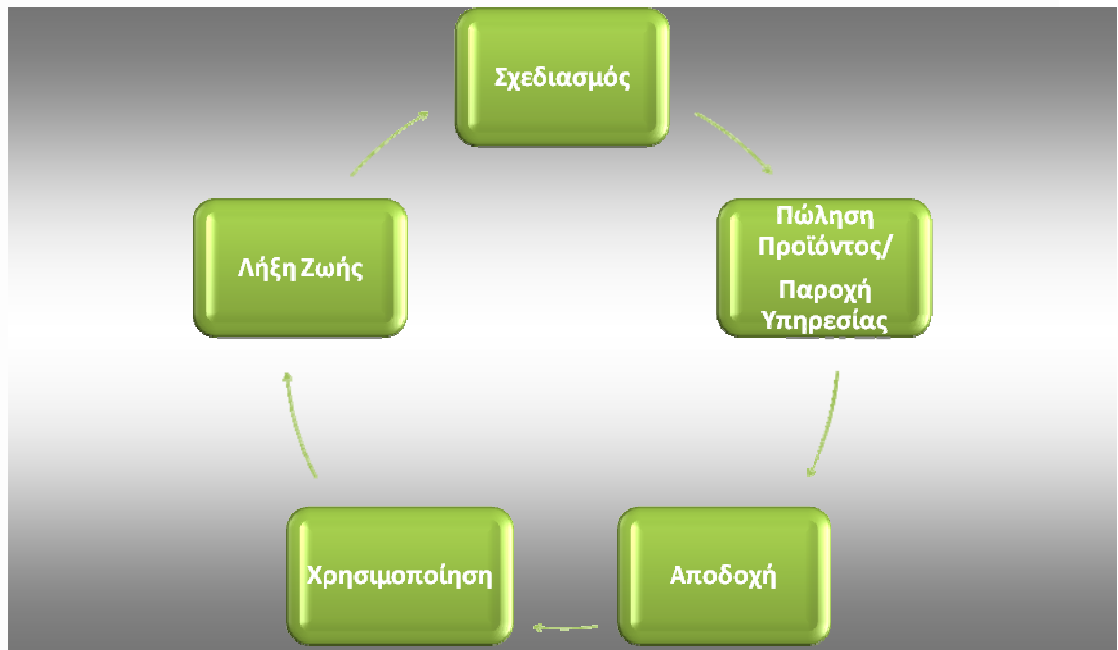 Σχεδιασμός
Πώληση
Προϊόντος/
Παροχή
Υπηρεσίας
Αποδοχή
Χρησιμοποίηση
Λήξη Ζωής